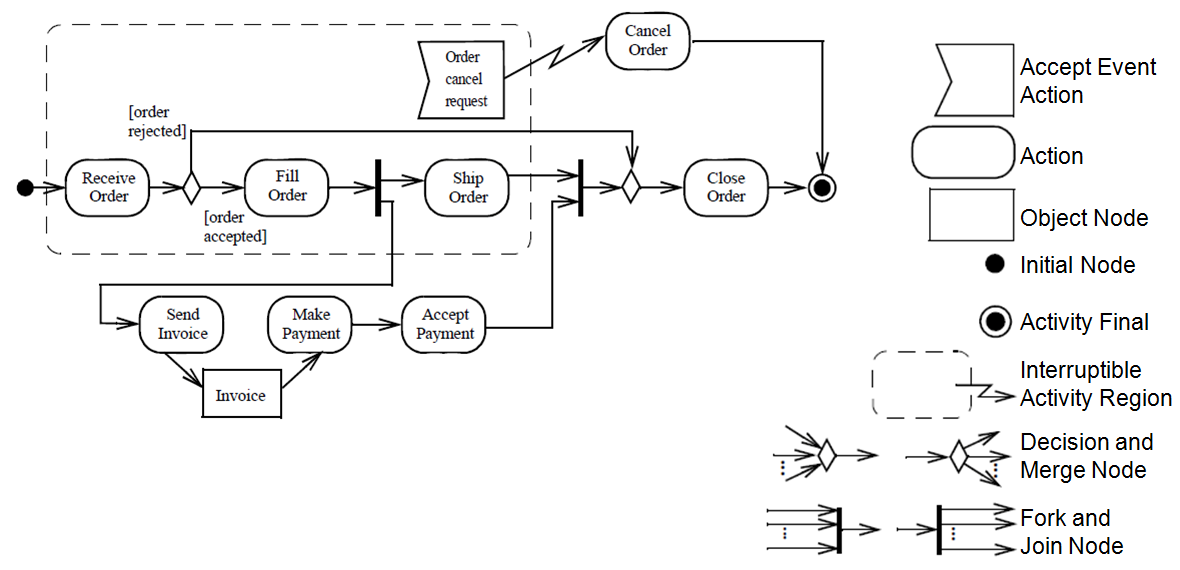 Order
cancel
request
Cancel
Order
[order
rejected]
Receive
Order
Fill
Order
[order
accepted]
Ship
Order
Close
Order
Send
Invoice
Make
Payment
Accept
Payment
Invoice
Accept Event
Action
Action
Object Node
Initial Node
Activity Final
Interruptible
Activity Region
Decision and
Merge Node
Fork and
Join Node